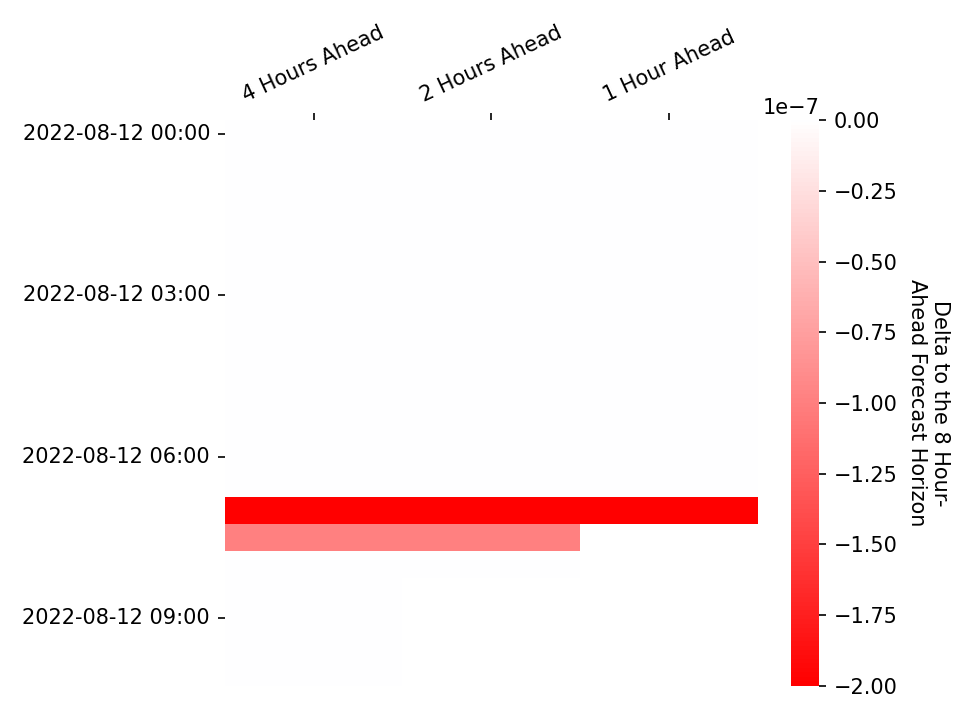 4 Hours Ahead
2 Hours Ahead
1 Hour Ahead
2022-08-12 00:00
2022-08-12 03:00
2022-08-12 06:00
2022-08-12 09:00
1e−7
0.00
−0.25
−0.50
−0.75
−1.00
−1.25
−1.50
−1.75
−2.00
Delta to the 8 Hour-
Ahead Forecast Horizon